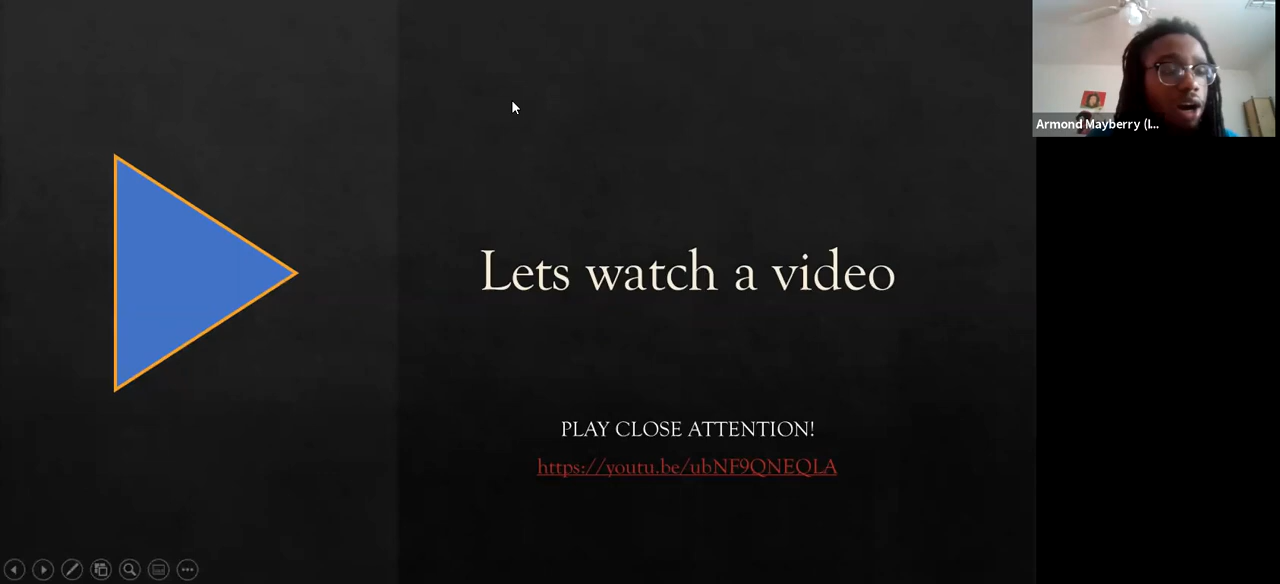 Lets watch a video
PLAY CLOSE ATTENTION!
https://youtu.be/ubNF9QNEQLA
Armond Mayberry (I...